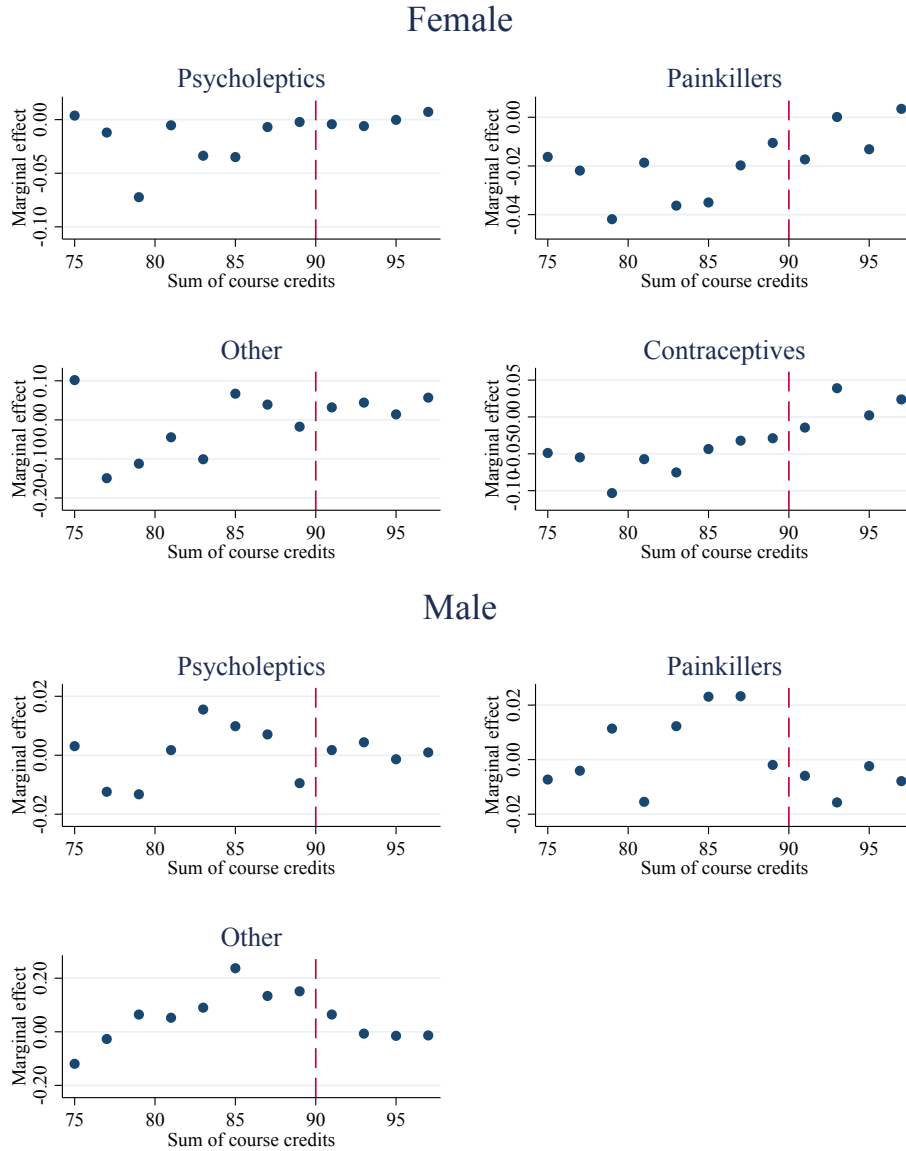 Female
Psycholeptics
Painkillers
Marginal effect
-0.10 -0.05 0.00
75 80 85 90 95
Sum of course credits
Marginal effect
-0.04 -0.02 0.00
75 80 85 90 95
Sum of course credits
Other
Contraceptives
Marginal effect
-0.20 -0.10 0.00 0.10
75 80 85 90 95
Sum of course credits
Marginal effect
-0.10 -0.05 0.00 0.05
75 80 85 90 95
Sum of course credits
Male
Psycholeptics
Painkillers
Marginal effect
-0.02 0.00 0.02
75 80 85 90 95
Sum of course credits
Marginal effect
-0.02 0.00 0.02
75 80 85 90 95
Sum of course credits
Other
Marginal effect
-0.20 0.00 0.20
75 80 85 90 95
Sum of course credits